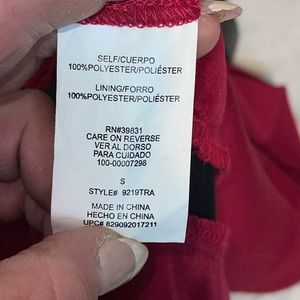 SELF/CUERPO
100%POLYESTER/POLIÉSTER
LINING/FORRO
100%POLYESTER/POLIÉSTER
RN#39831
CARE ON REVERSE
VER AL DORSO
PARA CUIDADO
100-00007298
S
STYLE# 9219TRA
MADE IN CHINA
HECHO EN CHINA
UPC# 829092017211